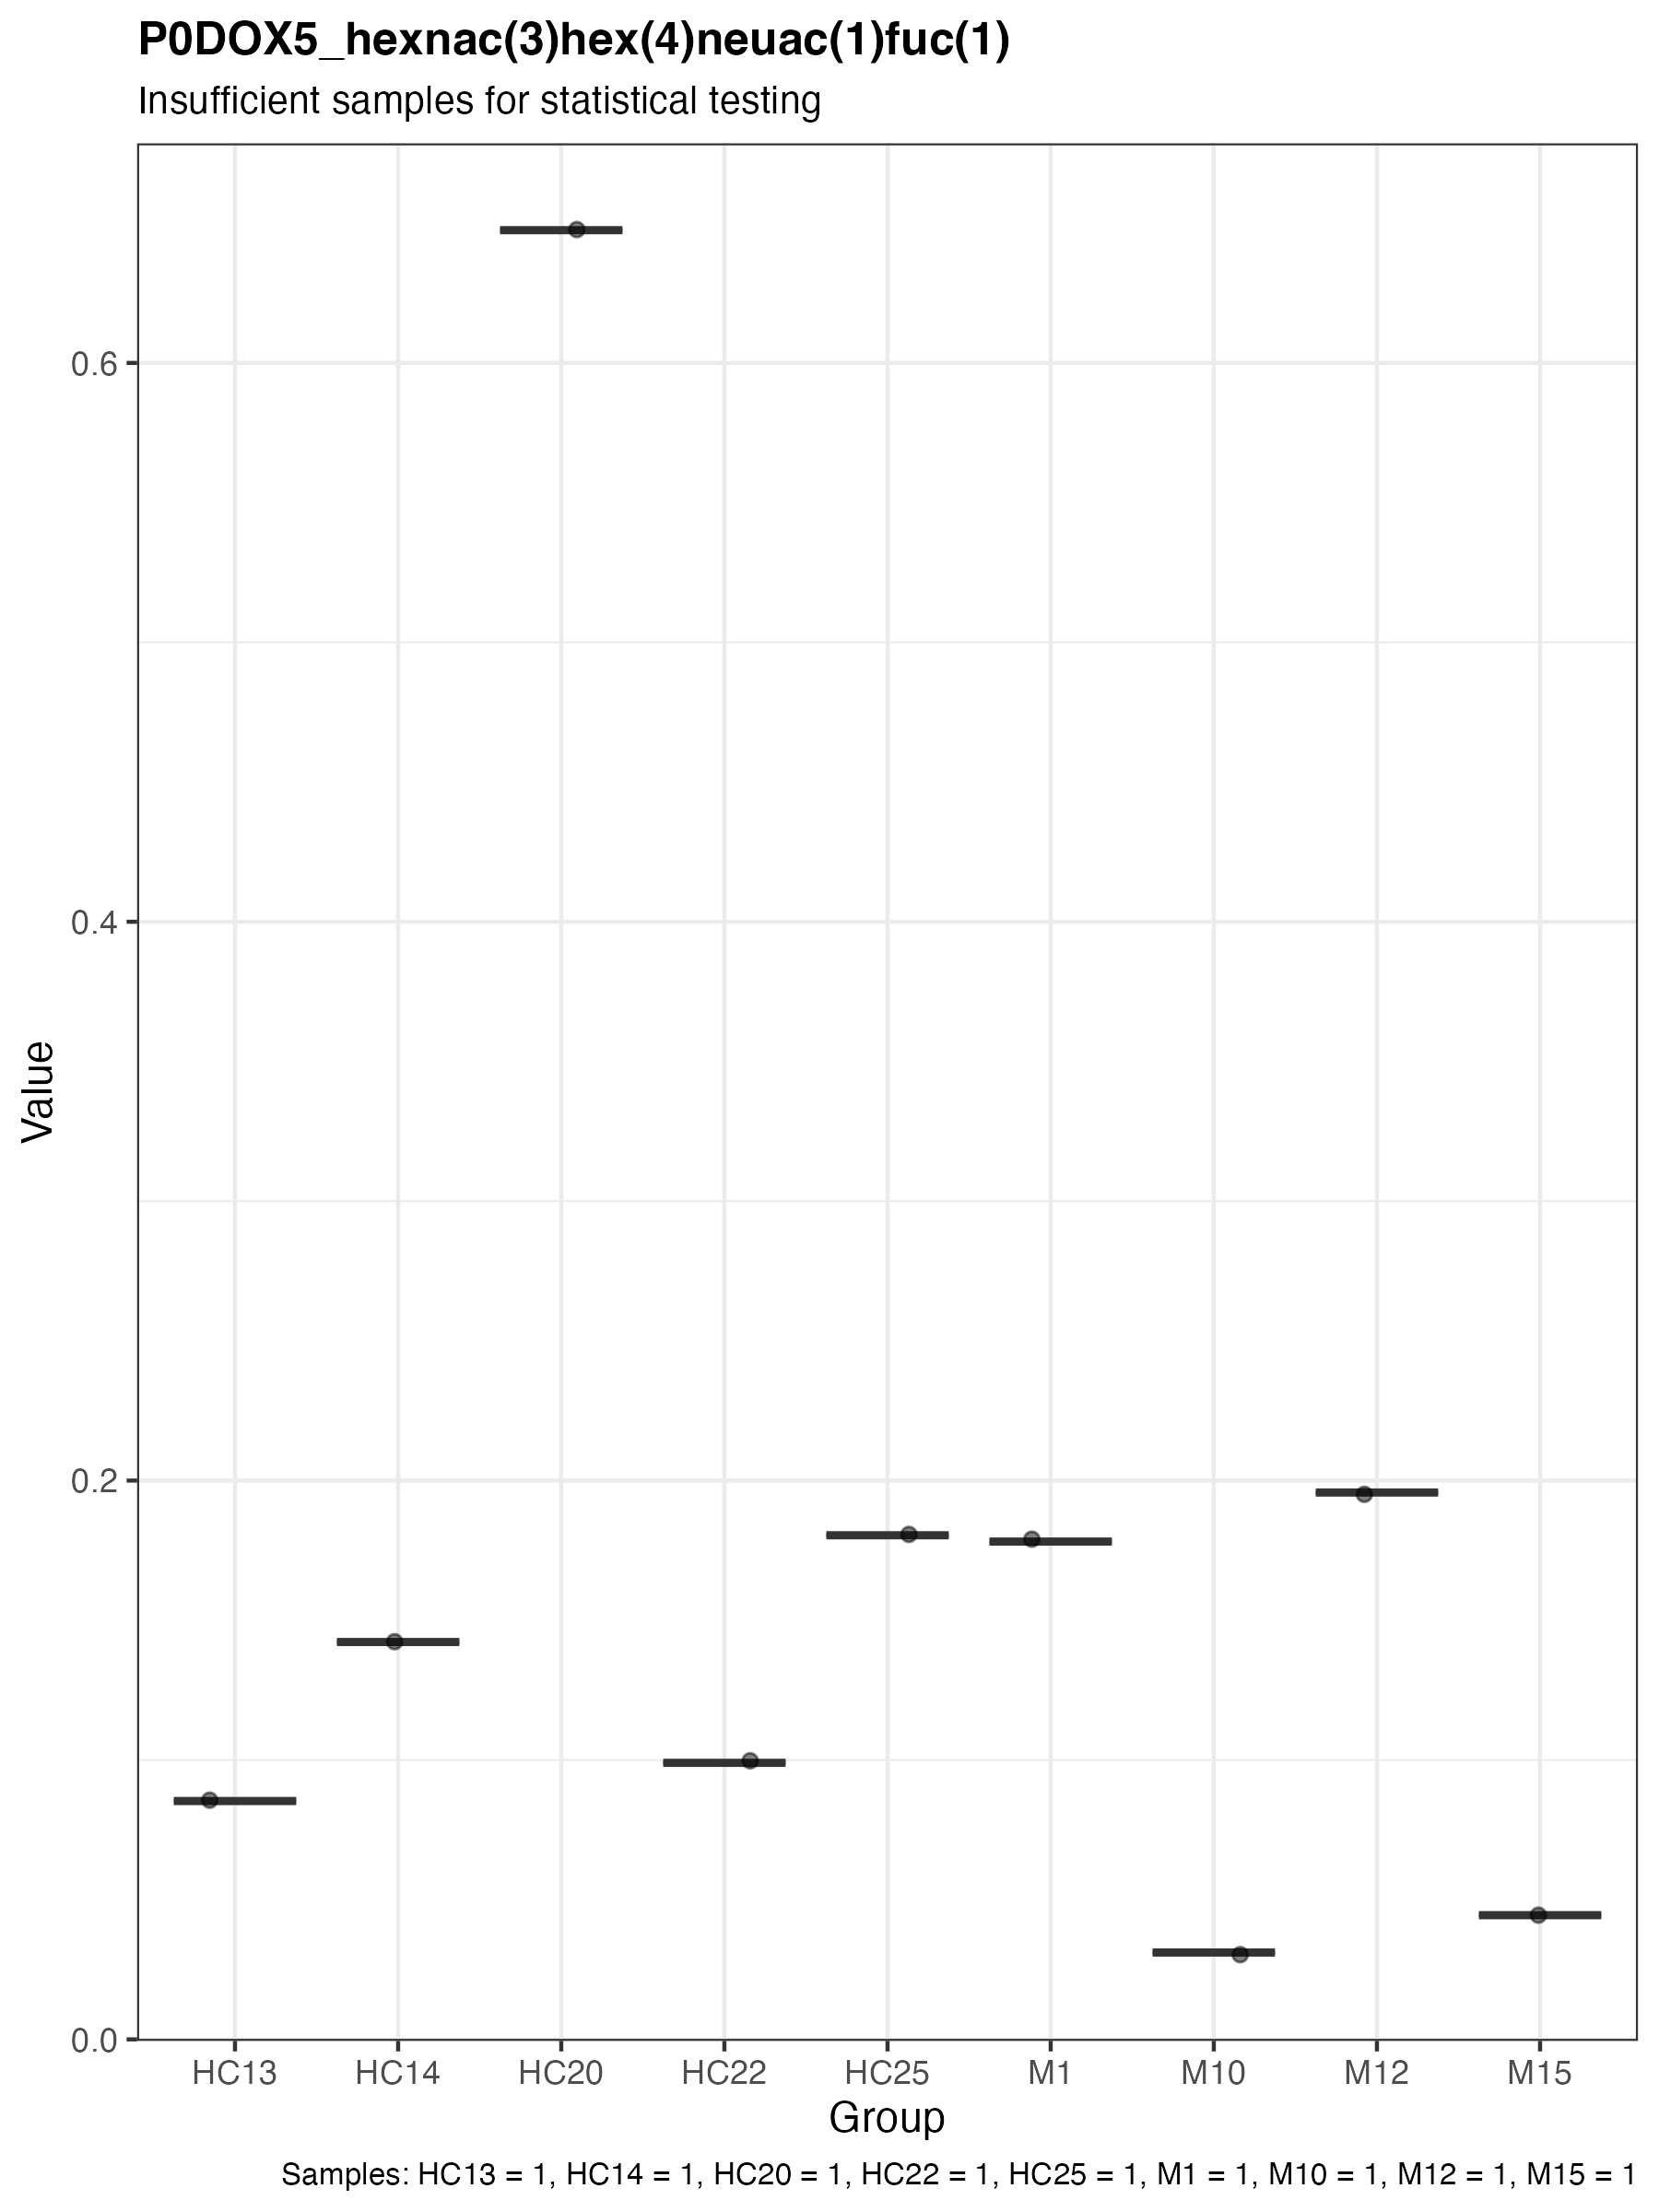 P0DOX5_hexnac(3)hex(4)neuac(1)fuc(1)
Insufficient samples for statistical testing
0.6
0.4
0.2
0.0
Value
HC13 HC14 HC20 HC22 HC25 M1 M10 M12 M15
Group
Samples: HC13 = 1, HC14 = 1, HC20 = 1, HC22 = 1, HC25 = 1, M1 = 1, M10 = 1, M12 = 1, M15 = 1